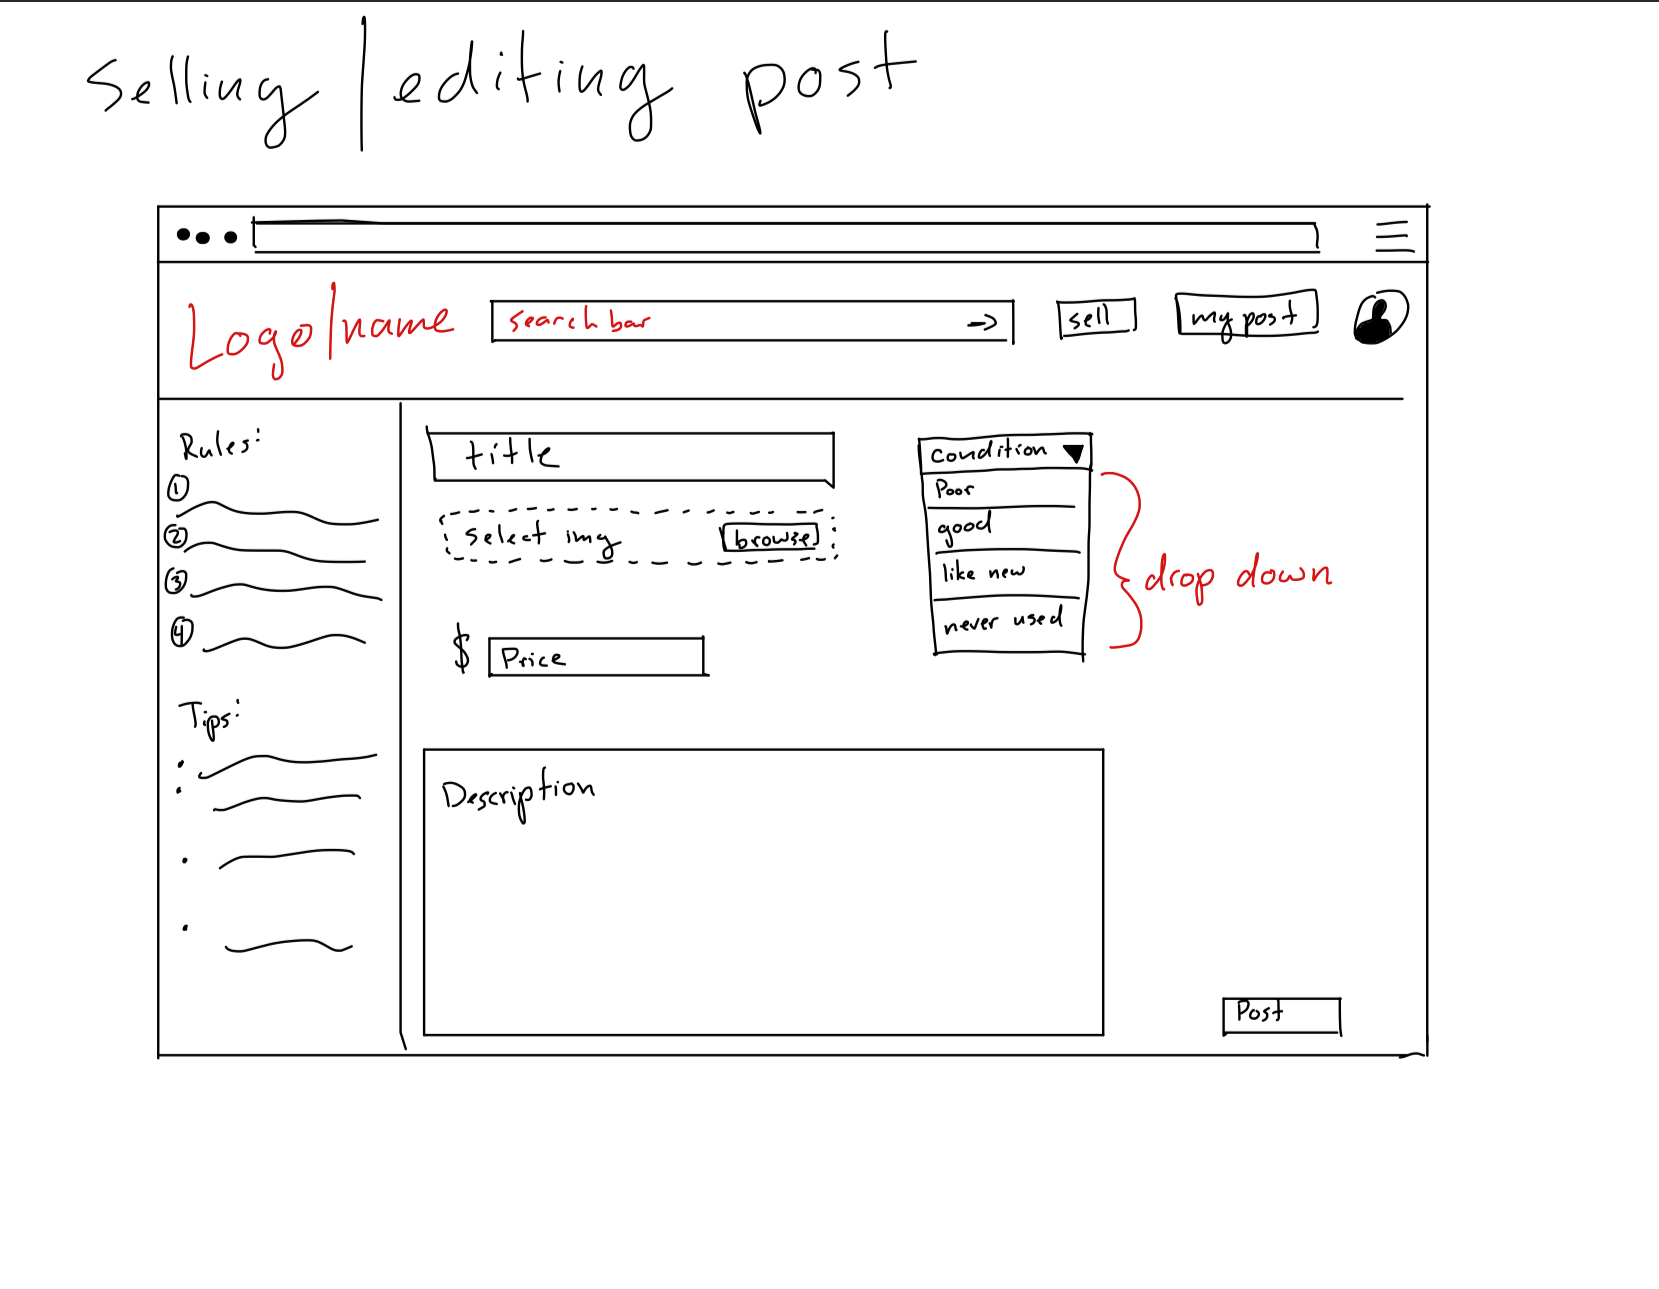 Selling/editing post
Logo/name
search bar →
sell
my post
Rules:
①
②
③
④
Tips:
title
select img
browse
$ Price
Condition ▼
Poor
good
like new
never used
drop down
Description
Post